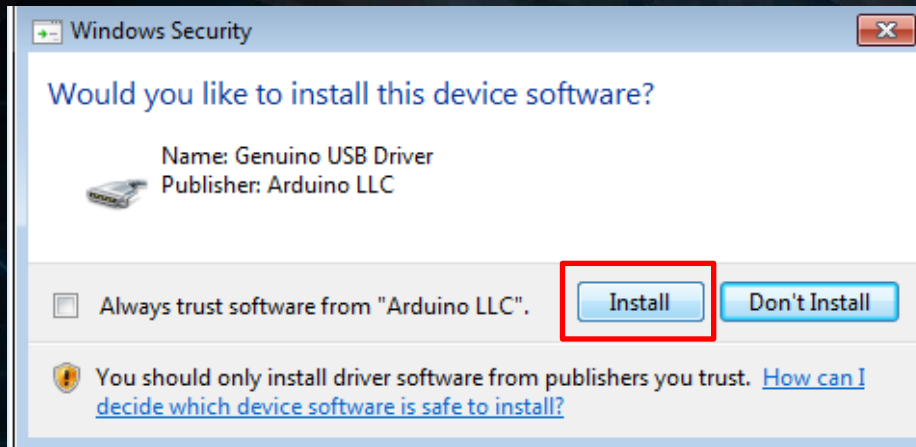 Windows Security
Would you like to install this device software?
Name: Genuino USB Driver
Publisher: Arduino LLC
Always trust software from "Arduino LLC".
Install
Don't Install
You should only install driver software from publishers you trust. How can I
decide which device software is safe to install?